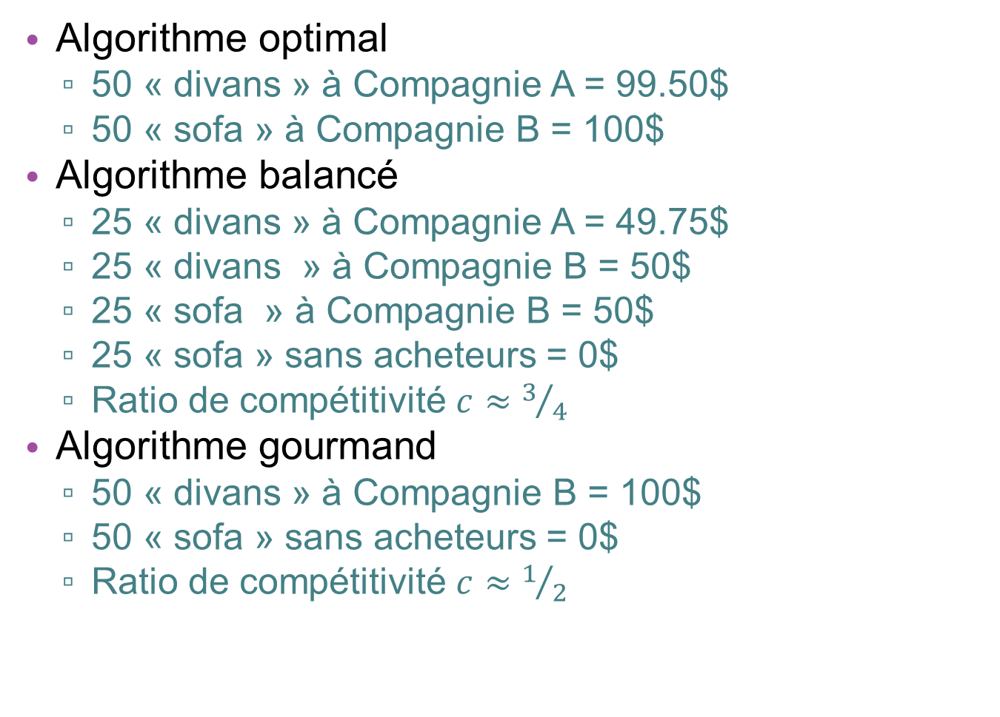 • Algorithme optimal
▫ 50 « divans » à Compagnie A = 99.50$
▫ 50 « sofa » à Compagnie B = 100$
• Algorithme balancé
▫ 25 « divans » à Compagnie A = 49.75$
▫ 25 « divans  » à Compagnie B = 50$
▫ 25 « sofa  » à Compagnie B = 50$
▫ 25 « sofa » sans acheteurs = 0$
▫ Ratio de compétitivité 𝑐 ≈ 3/4
• Algorithme gourmand
▫ 50 « divans » à Compagnie B = 100$
▫ 50 « sofa » sans acheteurs = 0$
▫ Ratio de compétitivité 𝑐 ≈ 1/2